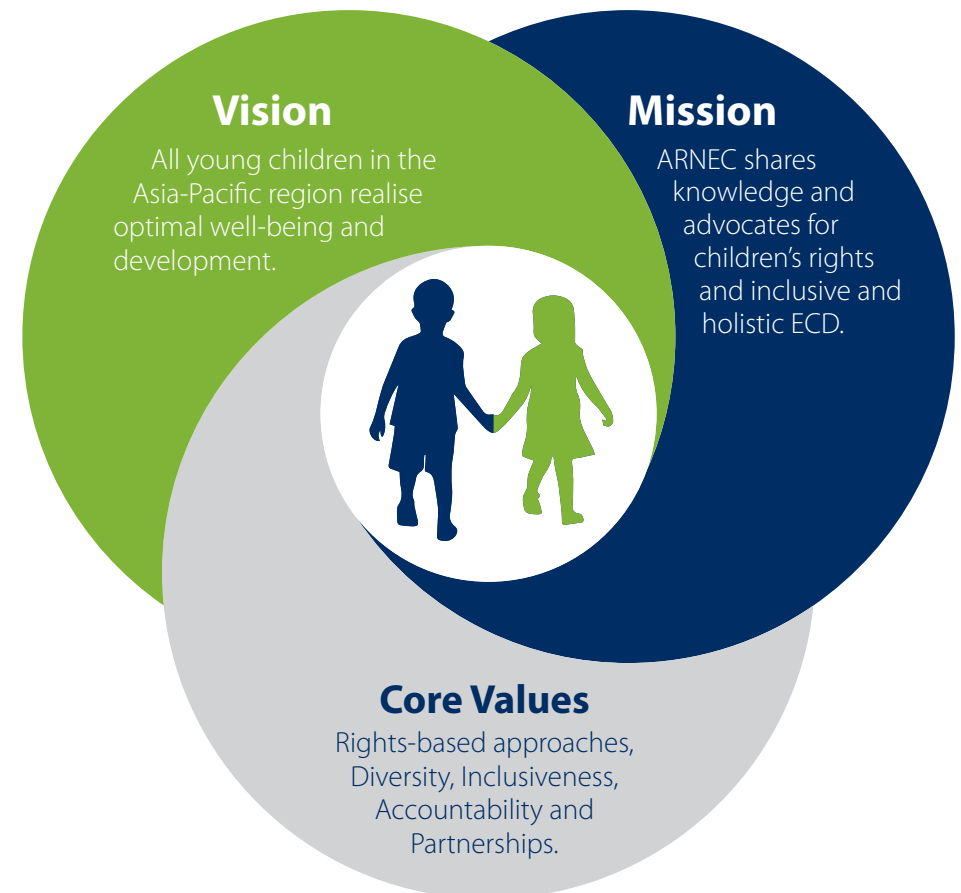 Vision
All young children in the
Asia-Pacific region realise
optimal well-being and
development.
Mission
ARNEC shares
knowledge and
advocates for
children’s rights
and inclusive and
holistic ECD.
Core Values
Rights-based approaches,
Diversity, Inclusiveness,
Accountability and
Partnerships.